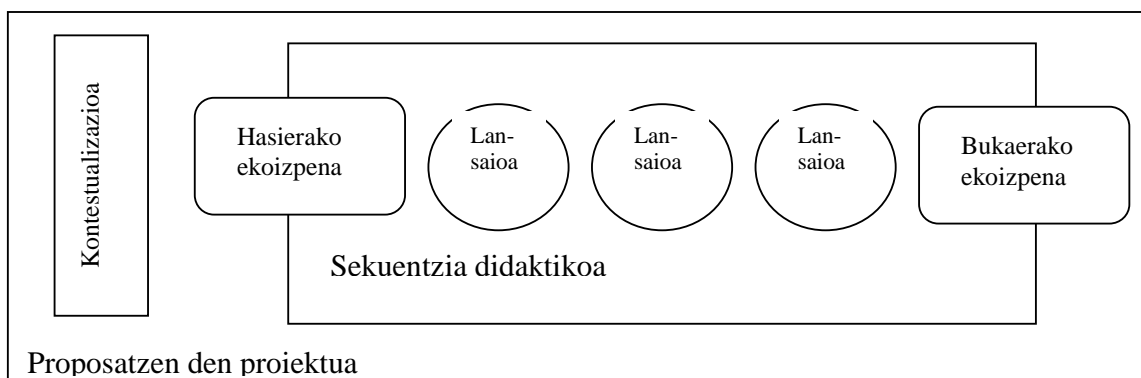 Kontestualizazioa
Hasierako
ekoizpena
Lan-
saioa
Lan-
saioa
Lan-
saioa
Bukaerako
ekoizpena
Sekuentzia didaktikoa
Proposatzen den proiektua